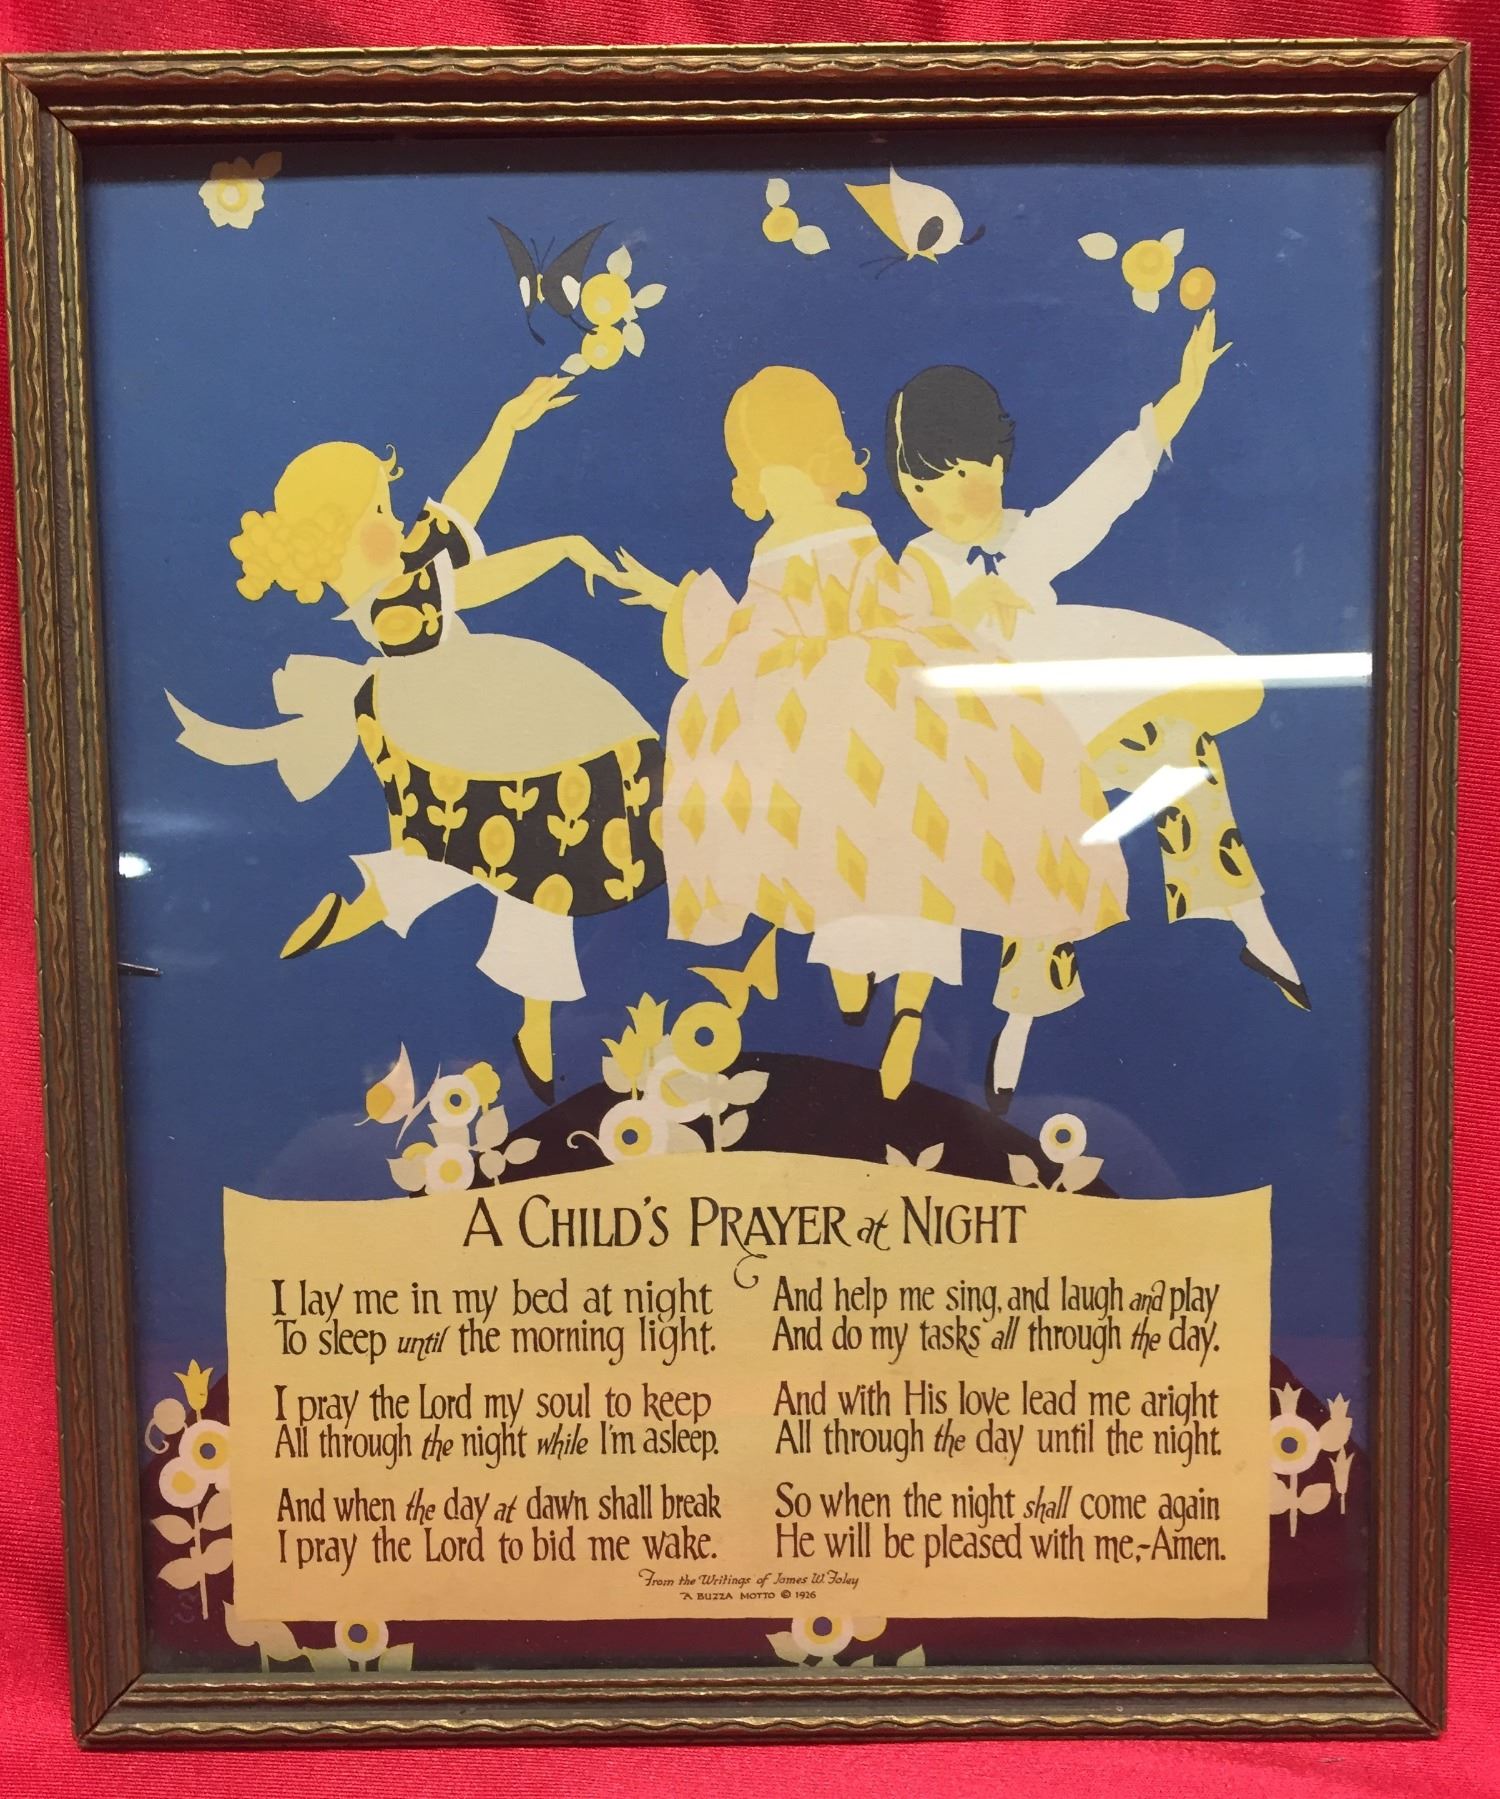 A CHILD'S PRAYER at NIGHT
I lay me in my bed at night
To sleep until the morning light.
I pray the Lord my soul to keep
All through the night while I'm asleep.
And when the day at dawn shall break
I pray the Lord to bid me wake.
And help me sing, and laugh and play
And do my tasks all through the day.
And with His love lead me aright
All through the day until the night.
So when the night shall come again
He will be pleased with me,-Amen.
From the Writings of James W. Foley
A BUZZA MOTTO © 1926